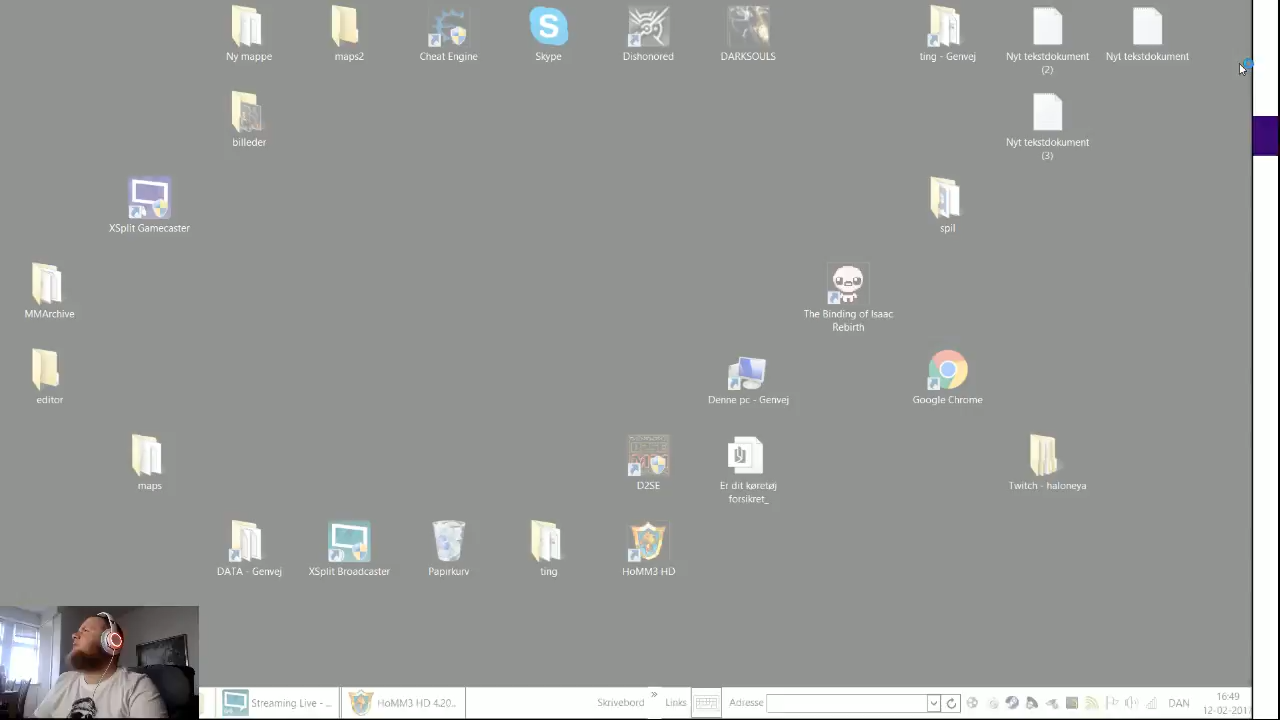 Ny mappe
maps2
Cheat Engine
Skype
Dishonored
DARKSOULS
ting - Genvej
Nyt tekstdokument
(2)
Nyt tekstdokument
billeder
Nyt tekstdokument
(3)
XSplit Gamecaster
spil
MMArchive
The Binding of Isaac
Rebirth
editor
Denne pc - Genvej
Google Chrome
maps
D2SE
Er dit køretøj
forsikret_
Twitch - haloneya
DATA - Genvej
XSplit Broadcaster
Papirkurv
ting
HoMM3 HD
Streaming Live - ...
HoMM3 HD 4.20...
Skrivebord
»
Links
Adresse
DAN
16:49